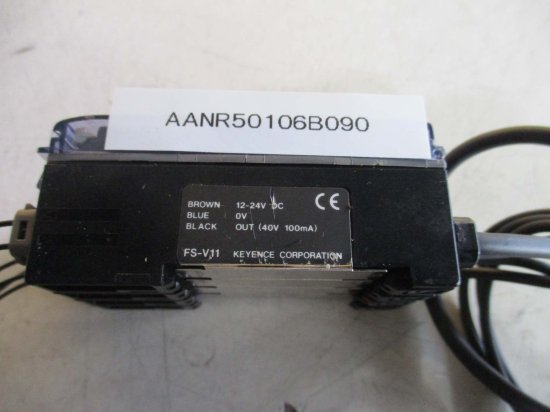 AANR50106B090
BROWN 12-24V DC CE
BLUE 0V
BLACK OUT (40V 100mA)
FS-V11 KEYENCE CORPORATION